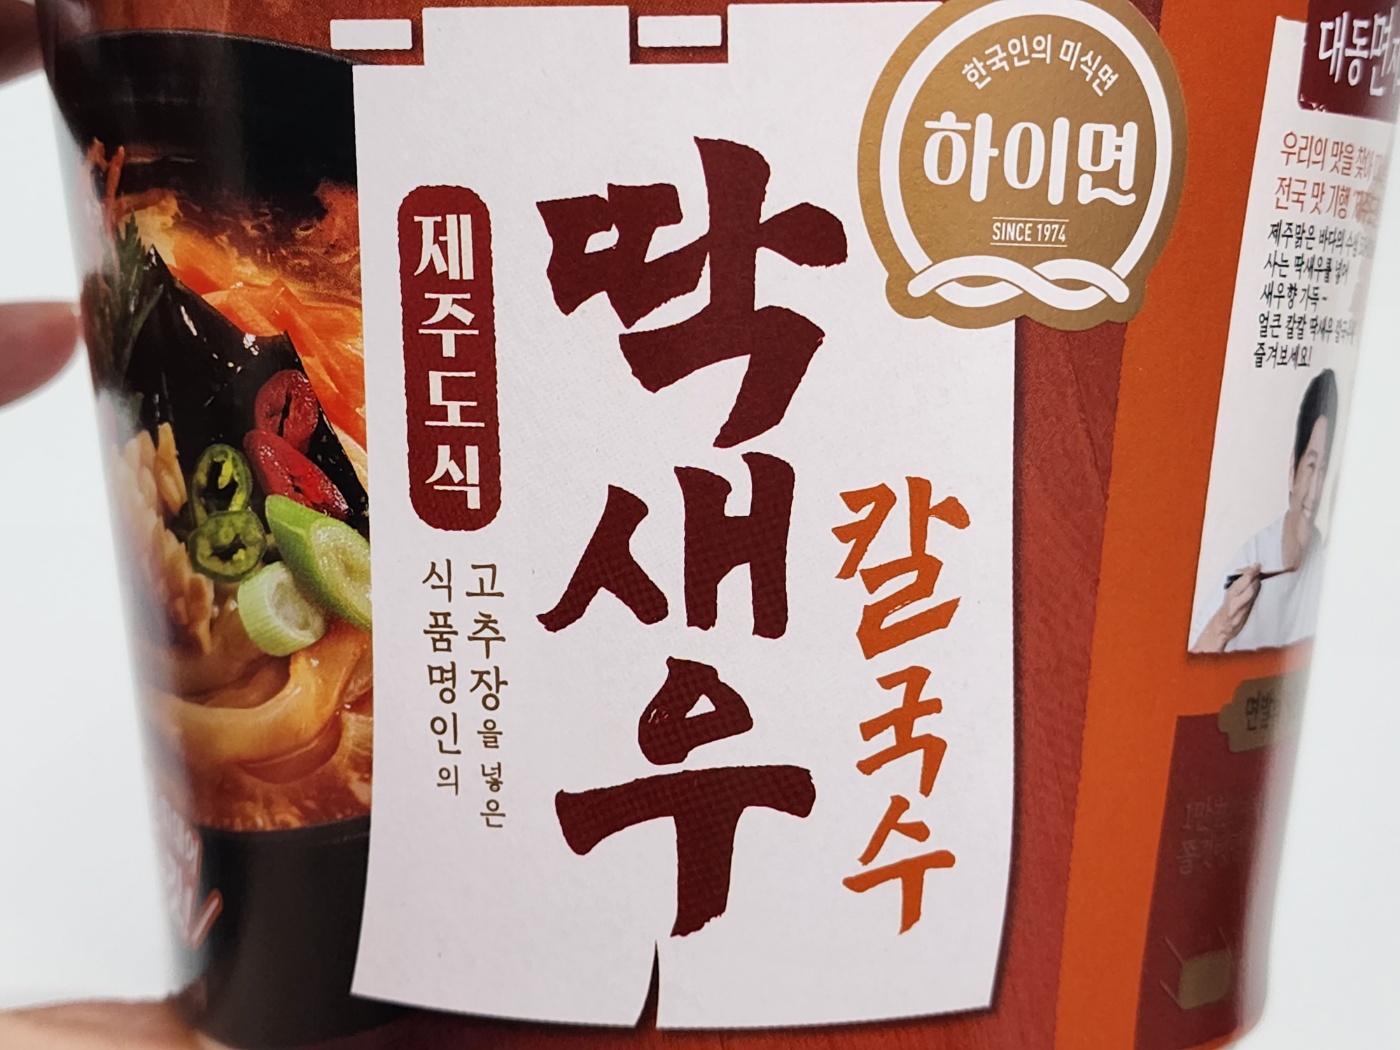 한국인의 미식면
하이면
SINCE 1974
제주도식
딱새우
칼국수
고추장을 넣은
식품명인의
우리의 맛을 찾아
전국 맛 기행
제주맑은 바다의
사는 딱새우를 넣어
새우향 가득~
얼큰 칼칼 딱새우
즐겨보세요!